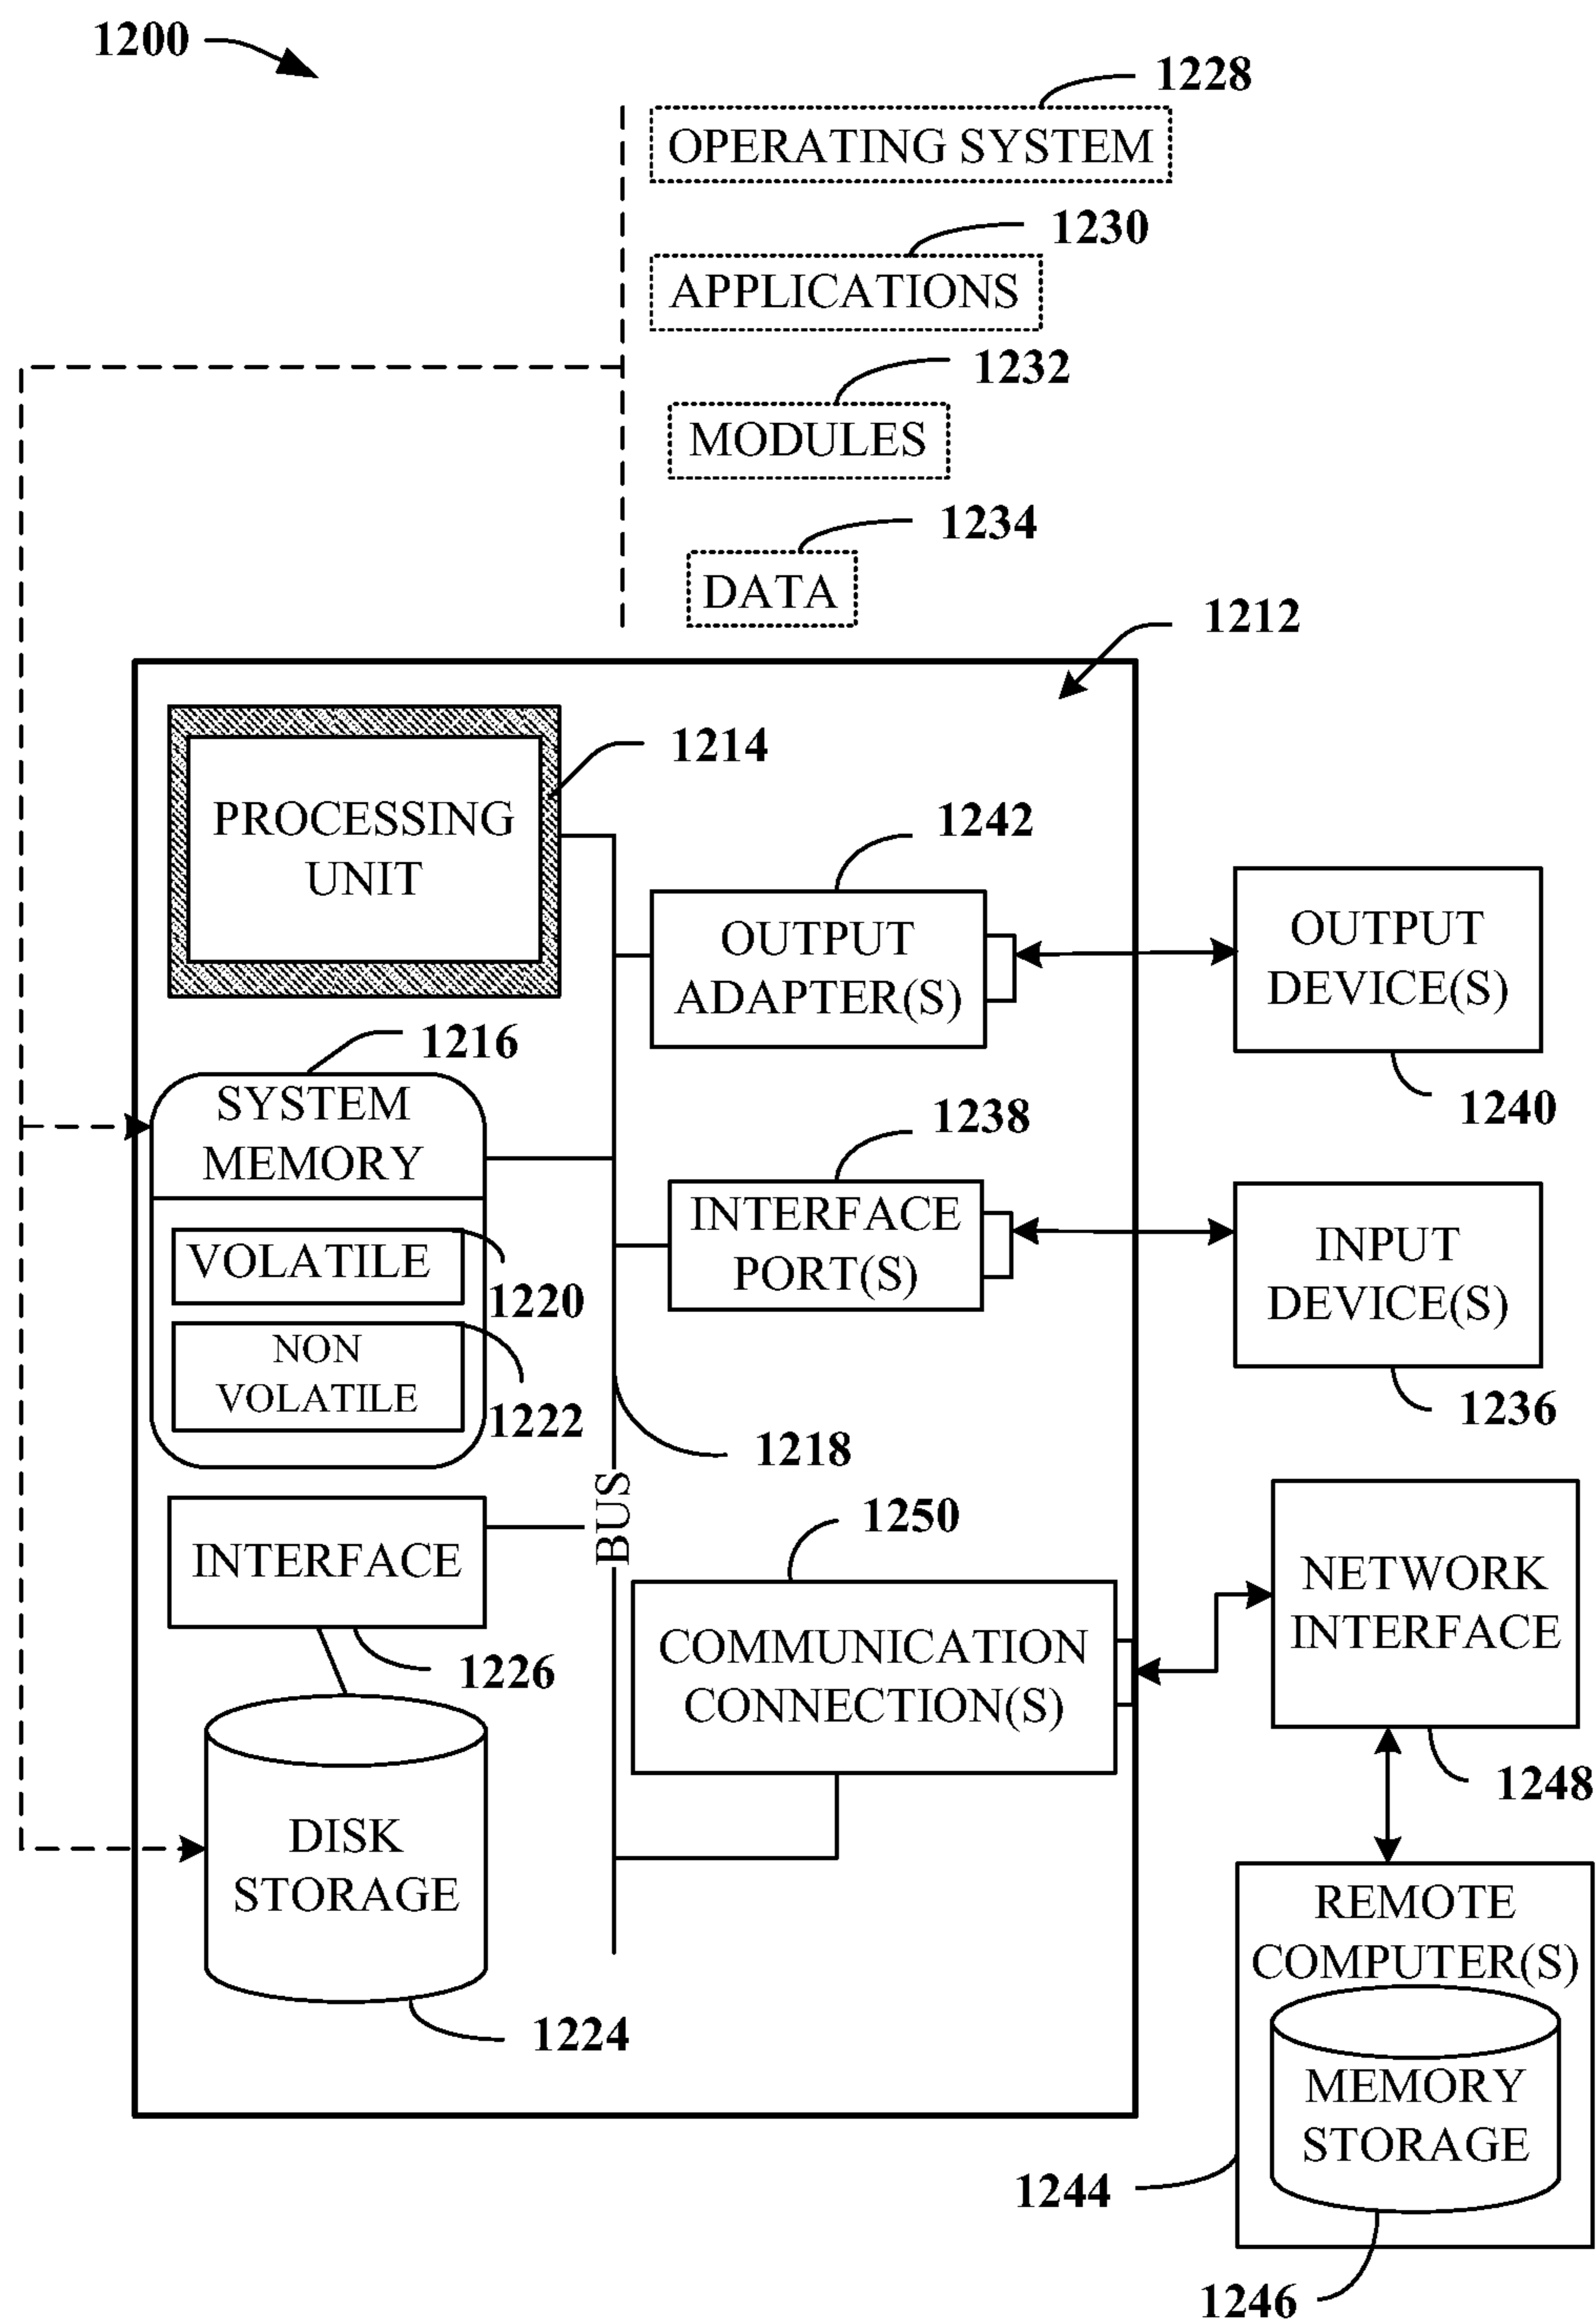 1200
1228
OPERATING SYSTEM
1230
APPLICATIONS
1232
MODULES
1234
DATA
1212
1214
PROCESSING
UNIT
1242
OUTPUT
ADAPTER(S)
OUTPUT
DEVICE(S)
1240
1216
SYSTEM
MEMORY
1238
INTERFACE
PORT(S)
INPUT
DEVICE(S)
1236
VOLATILE
1220
NON
VOLATILE
1222
1218
BUS
1250
INTERFACE
1226
COMMUNICATION
CONNECTION(S)
NETWORK
INTERFACE
1248
DISK
STORAGE
1224
REMOTE
COMPUTER(S)
MEMORY
STORAGE
1244
1246